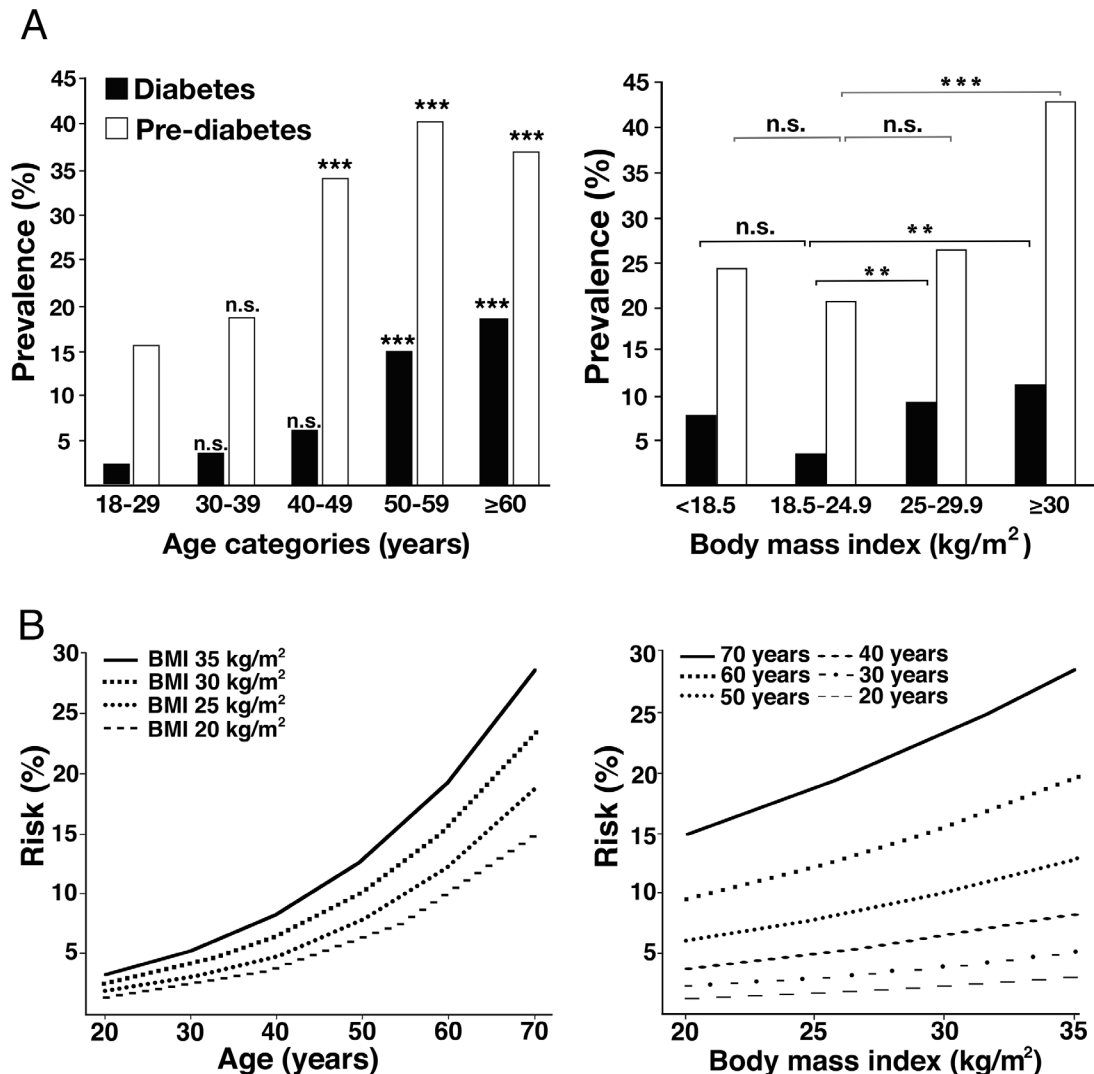 A
45
40
35
30
25
20
15
10
5
Prevalence (%)
Diabetes
Pre-diabetes
n.s.
n.s.
n.s.
***
***
***
***
***
18-29 30-39 40-49 50-59 ≥60
Age categories (years)
45
40
35
30
25
20
15
10
5
Prevalence (%)
***
n.s. n.s.
n.s. **
**
<18.5 18.5-24.9 25-29.9 ≥30
Body mass index (kg/m²)
B
30
25
20
15
10
5
Risk (%)
BMI 35 kg/m²
BMI 30 kg/m²
BMI 25 kg/m²
BMI 20 kg/m²
20 30 40 50 60 70
Age (years)
30
25
20
15
10
5
Risk (%)
70 years 40 years
60 years 30 years
50 years 20 years
20 25 30 35
Body mass index (kg/m²)